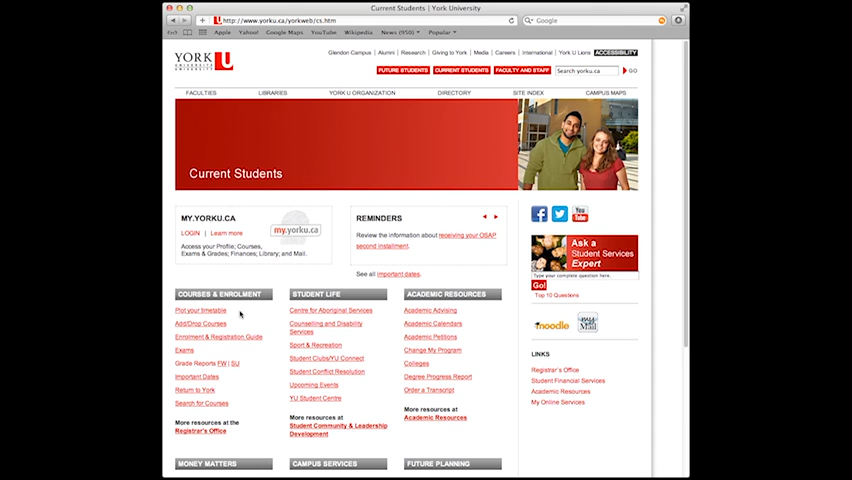 Current Students | York University
http://www.yorku.ca/yorkweb/cs.htm
Google
Apple Yahoo! Google Maps YouTube Wikipedia News (950) Popular
YORK U
UNIVERSITÉ
UNIVERSITY
Glendon Campus | Alumni | Research | Giving to York | Media | Careers | International | York U Lions ACCESSIBILITY
FUTURE STUDENTS CURRENT STUDENTS FACULTY AND STAFF Search yorku.ca GO
FACULTIES LIBRARIES YORK U ORGANIZATION DIRECTORY SITE INDEX CAMPUS MAPS
Current Students
MY.YORKU.CA
LOGIN | Learn more
my.yorku.ca
Access your Profile; Courses,
Exams & Grades; Finances; Library; and Mail.
REMINDERS
Review the information about receiving your OSAP
second installment.
See all important dates.
You
Tube
Ask a
Student Services
Expert
Type your complete question here.
Go!
Top 10 Questions
moodle
my
Mail
LINKS
Registrar's Office
Student Financial Services
Academic Resources
My Online Services
COURSES & ENROLMENT
Plot your timetable
Add/Drop Courses
Enrolment & Registration Guide
Exams
Grade Reports FW | SU
Important Dates
Return to York
Search for Courses
More resources at the
Registrar's Office
STUDENT LIFE
Centre for Aboriginal Services
Counselling and Disability
Services
Sport & Recreation
Student Clubs/YU Connect
Student Conflict Resolution
Upcoming Events
YU Student Centre
More resources at
Student Community & Leadership
Development
ACADEMIC RESOURCES
Academic Advising
Academic Calendars
Academic Petitions
Change My Program
Colleges
Degree Progress Report
Order a Transcript
More resources at
Academic Resources
MONEY MATTERS
CAMPUS SERVICES
FUTURE PLANNING